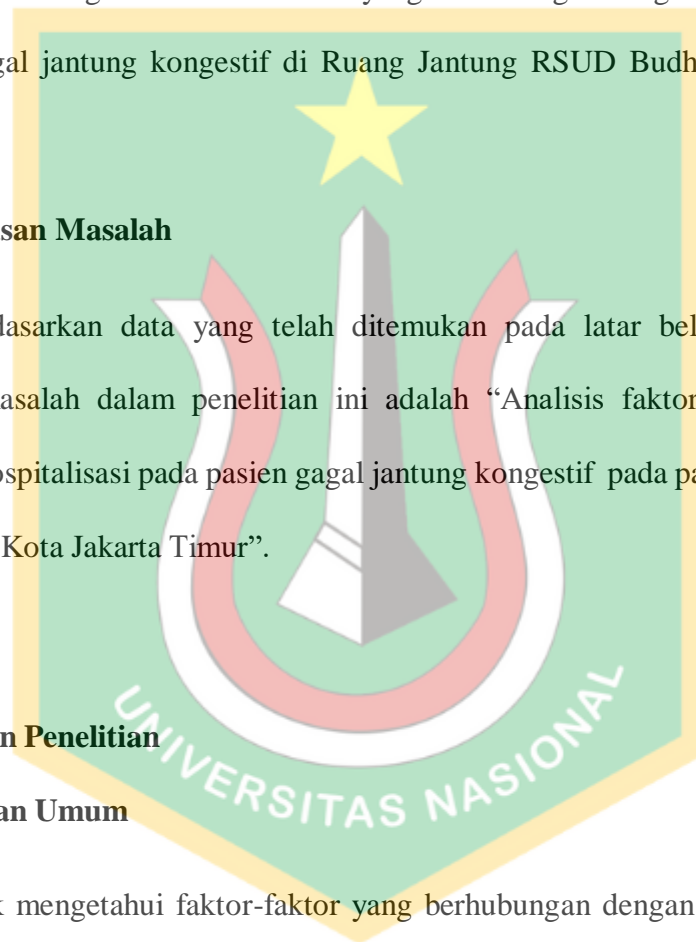 gal jantung kongestif di Ruang Jantung RSUD Budh
san Masalah
dasarkan data yang telah ditemukan pada latar bel
asalah dalam penelitian ini adalah “Analisis faktor
ospitalisasi pada pasien gagal jantung kongestif pada pa
Kota Jakarta Timur”.
n Penelitian
an Umum
k mengetahui faktor-faktor yang berhubungan dengan
UNIVERSITAS NASIONAL